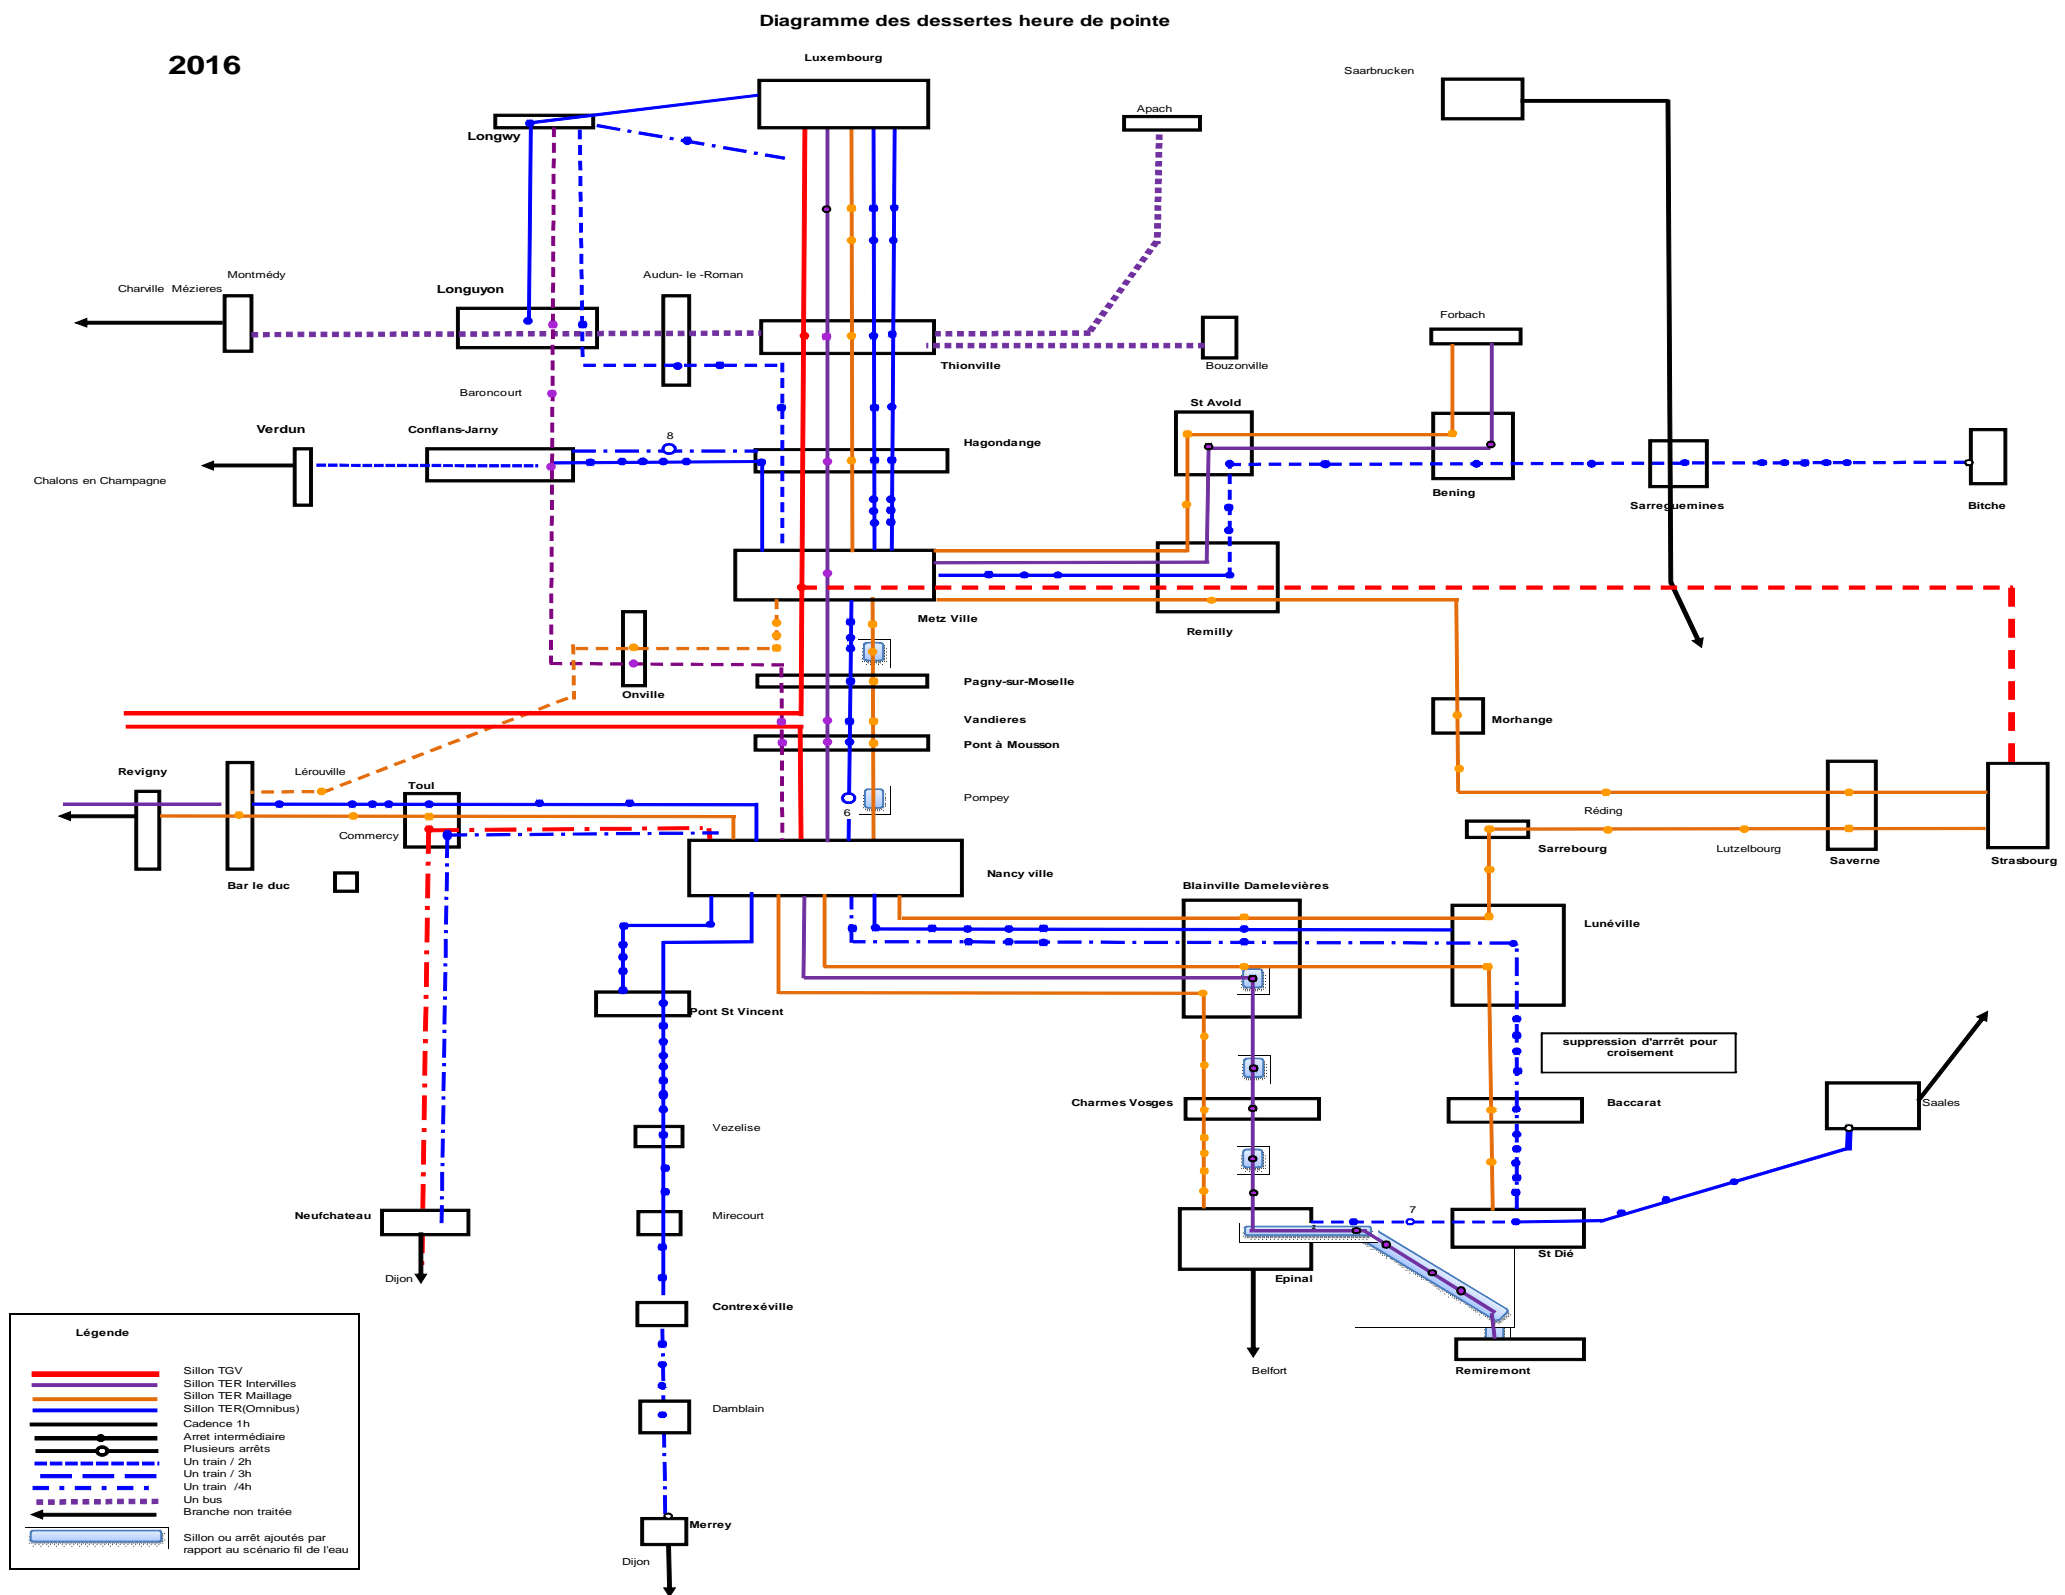 Diagramme des dessertes heure de pointe
2016
Luxembourg
Saarbrucken
Apach
Longwy
Montmédy
Audun- le -Roman
Charville  Mézieres
Longuyon
Forbach
Thionville
Bouzonville
Baroncourt
St Avold
Verdun
Conflans-Jarny
8
Hagondange
Chalons en Champagne
Bening
Sarreguemines
Bitche
Metz Ville
Remilly
Onville
Pagny-sur-Moselle
Vandieres
Morhange
Pont à Mousson
Revigny
Lérouville
Toul
Pompey
6
Réding
Commercy
Sarrebourg
Lutzelbourg
Saverne
Strasbourg
Bar le duc
Nancy ville
Blainville Damelevières
Lunéville
Pont St Vincent
suppression d'arrrêt pour
croisement
Charmes Vosges
Baccarat
Saales
Vezelise
Neufchateau
Mirecourt
7
2
St Dié
Dijon
Epinal
Contrexéville
Belfort
Remiremont
Damblain
Merrey
Dijon
Légende
Sillon TGV
Sillon TER Intervilles
Sillon TER Maillage
Sillon TER(Omnibus)
Cadence 1h
Arret intermédiaire
Plusieurs arrêts
Un train / 2h
Un train / 3h
Un train  /4h
Un bus
Branche non traitée
Sillon ou arrêt ajoutés par
rapport au scénario fil de l'eau